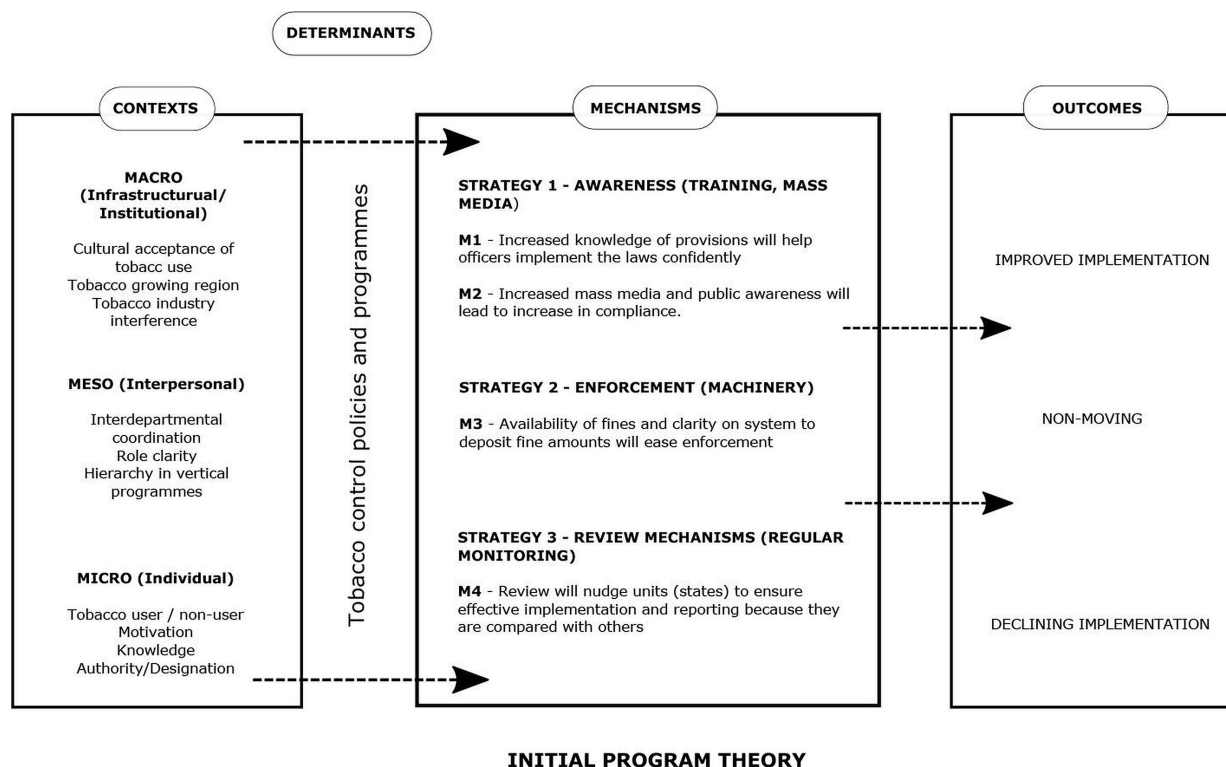 DETERMINANTS
CONTEXTS
MACRO
(Infrastructurual/
Institutional)
Cultural acceptance of
tobacc use
Tobacco growing region
Tobacco industry
interference
MESO (Interpersonal)
Interdepartmental
coordination
Role clarity
Hierarchy in vertical
programmes
MICRO (Individual)
Tobacco user / non-user
Motivation
Knowledge
Authority/Designation
Tobacco control policies and programmes
MECHANISMS
STRATEGY 1 - AWARENESS (TRAINING, MASS
MEDIA)
M1 - Increased knowledge of provisions will help
officers implement the laws confidently
M2 - Increased mass media and public awareness will
lead to increase in compliance.
STRATEGY 2 - ENFORCEMENT (MACHINERY)
M3 - Availability of fines and clarity on system to
deposit fine amounts will ease enforcement
STRATEGY 3 - REVIEW MECHANISMS (REGULAR
MONITORING)
M4 - Review will nudge units (states) to ensure
effective implementation and reporting because they
are compared with others
OUTCOMES
IMPROVED IMPLEMENTATION
NON-MOVING
DECLINING IMPLEMENTATION
INITIAL PROGRAM THEORY